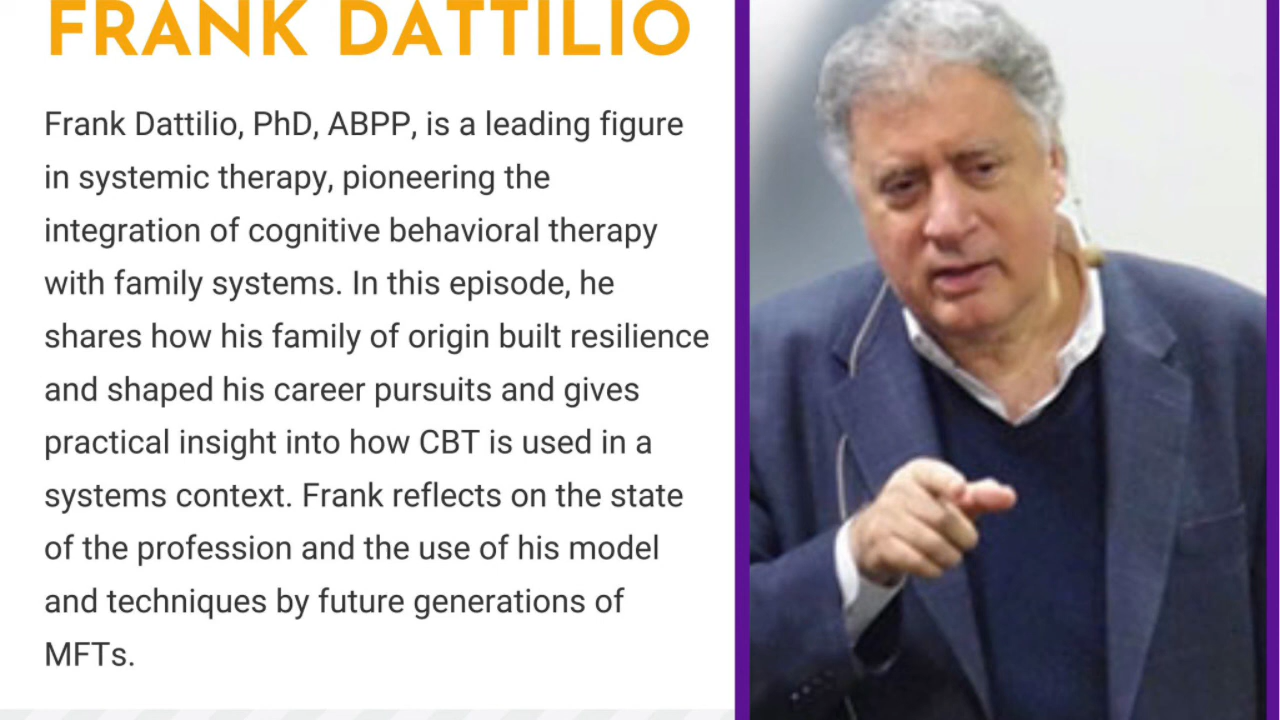 FRANK DATTILIO
Frank Dattilio, PhD, ABPP, is a leading figure
in systemic therapy, pioneering the
integration of cognitive behavioral therapy
with family systems. In this episode, he
shares how his family of origin built resilience
and shaped his career pursuits and gives
practical insight into how CBT is used in a
systems context. Frank reflects on the state
of the profession and the use of his model
and techniques by future generations of
MFTs.